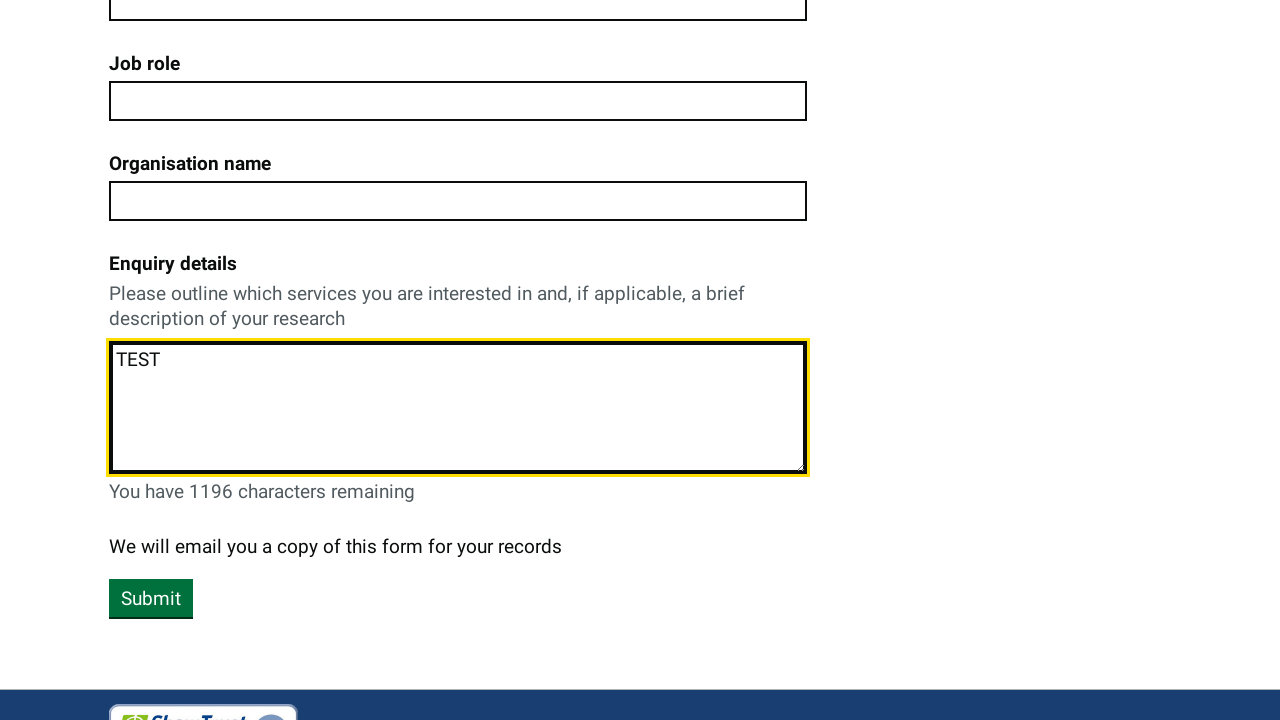 Job role
Organisation name
Enquiry details
Please outline which services you are interested in and, if applicable, a brief
description of your research
TEST
You have 1196 characters remaining
We will email you a copy of this form for your records
Submit